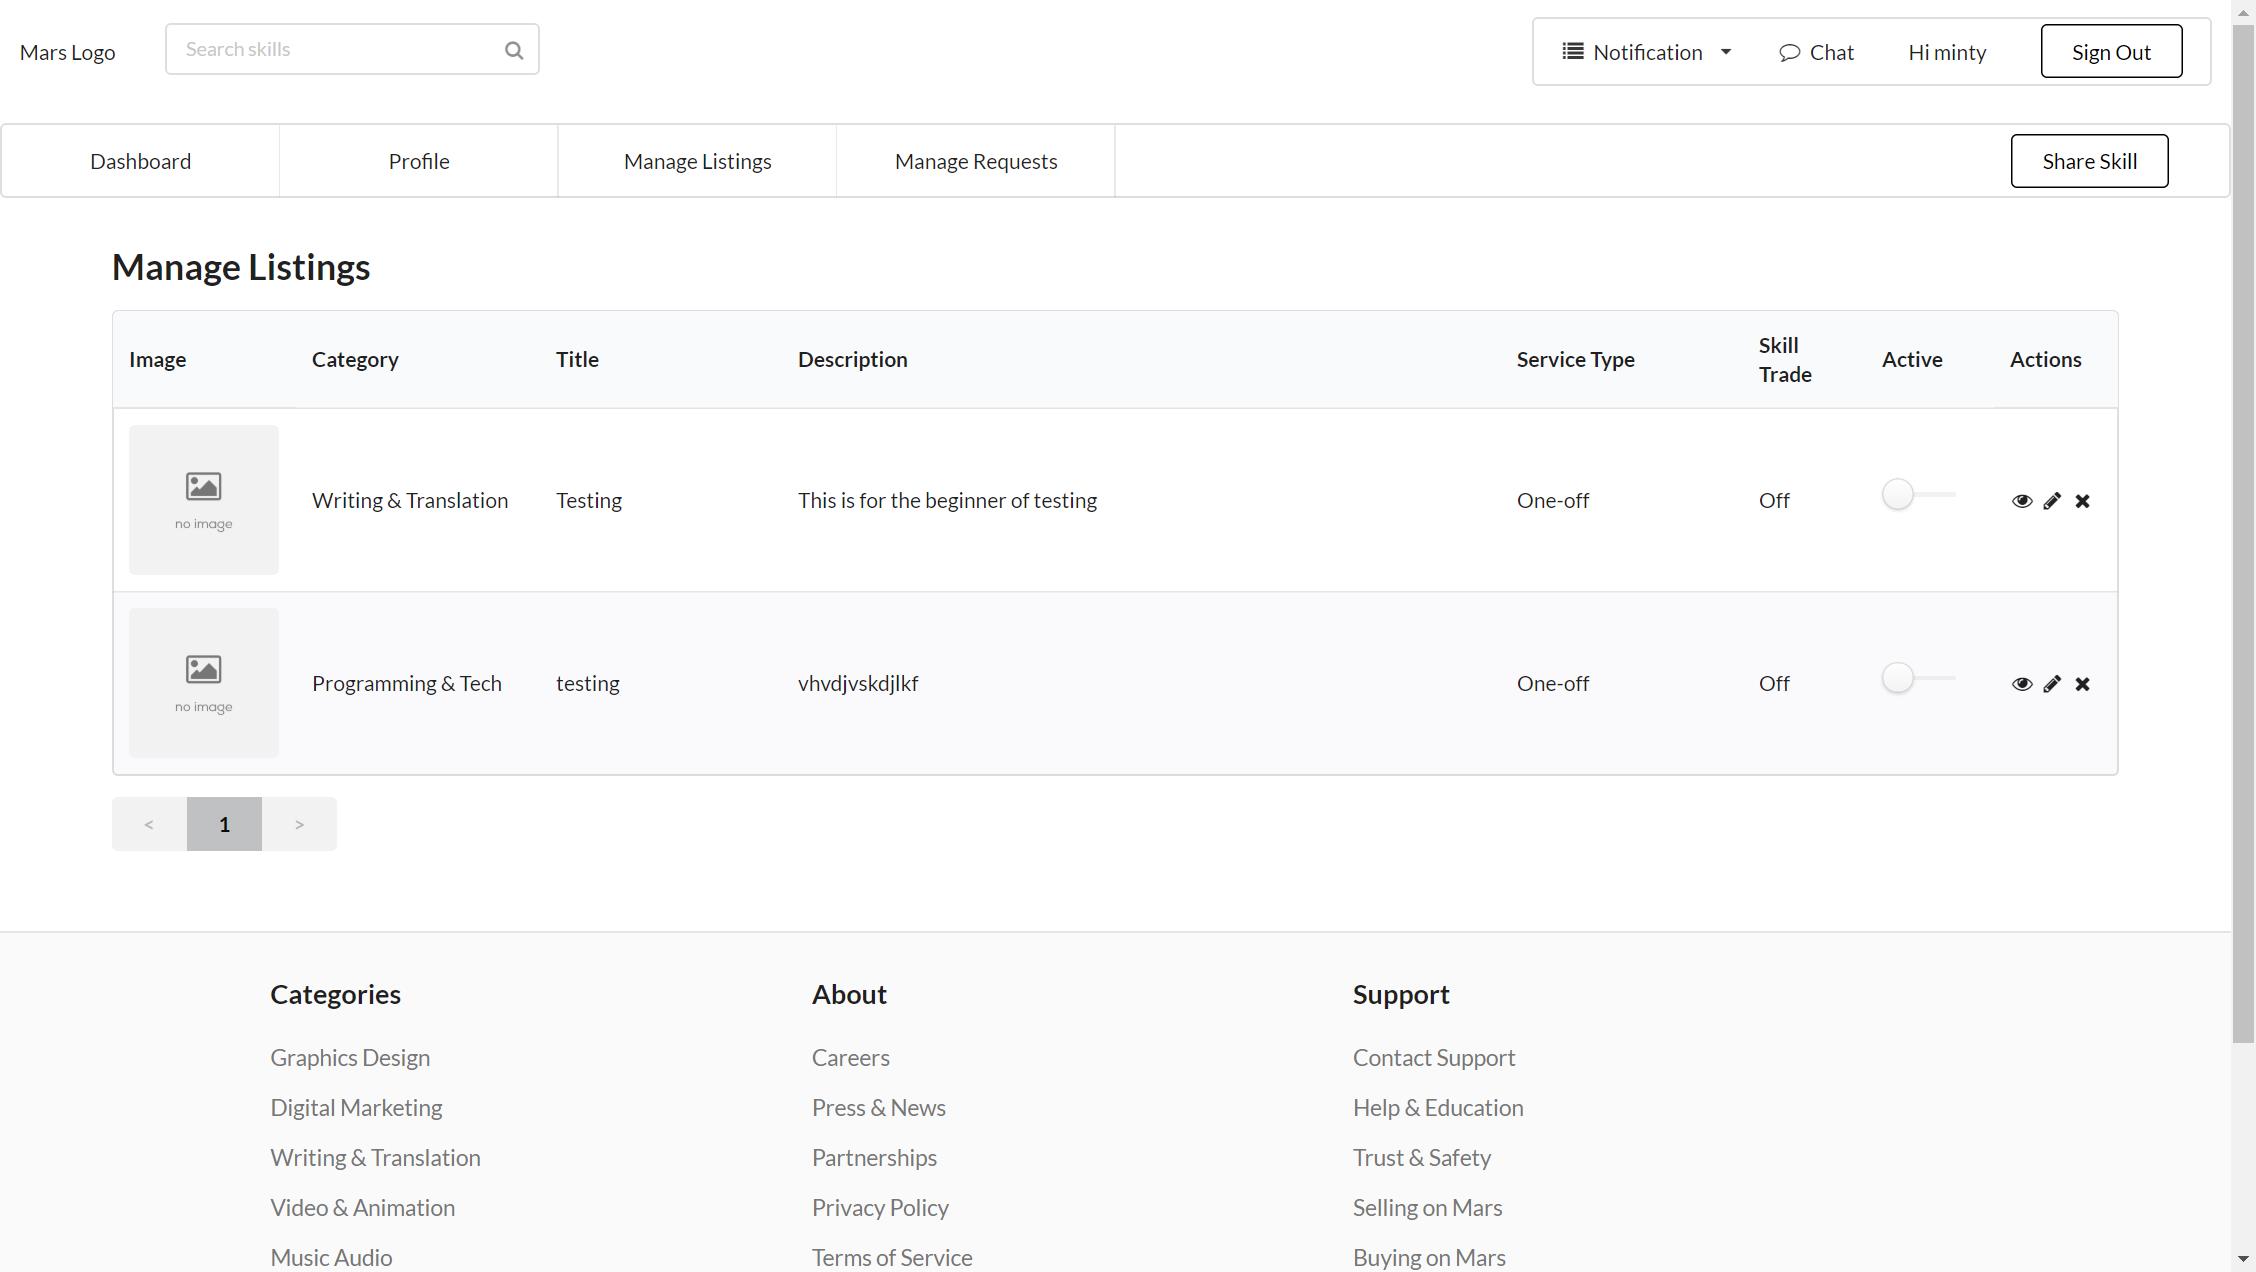 Mars Logo
Search skills
Notification
Chat
Hi minty
Sign Out
Dashboard
Profile
Manage Listings
Manage Requests
Share Skill
Manage Listings
Image
Category
Title
Description
Service Type
Skill
Trade
Active
Actions
no image
Writing & Translation
Testing
This is for the beginner of testing
One-off
Off
no image
Programming & Tech
testing
vhvdjvskdjlkf
One-off
Off
<
1
>
Categories
Graphics Design
Digital Marketing
Writing & Translation
Video & Animation
Music Audio
About
Careers
Press & News
Partnerships
Privacy Policy
Terms of Service
Support
Contact Support
Help & Education
Trust & Safety
Selling on Mars
Buying on Mars